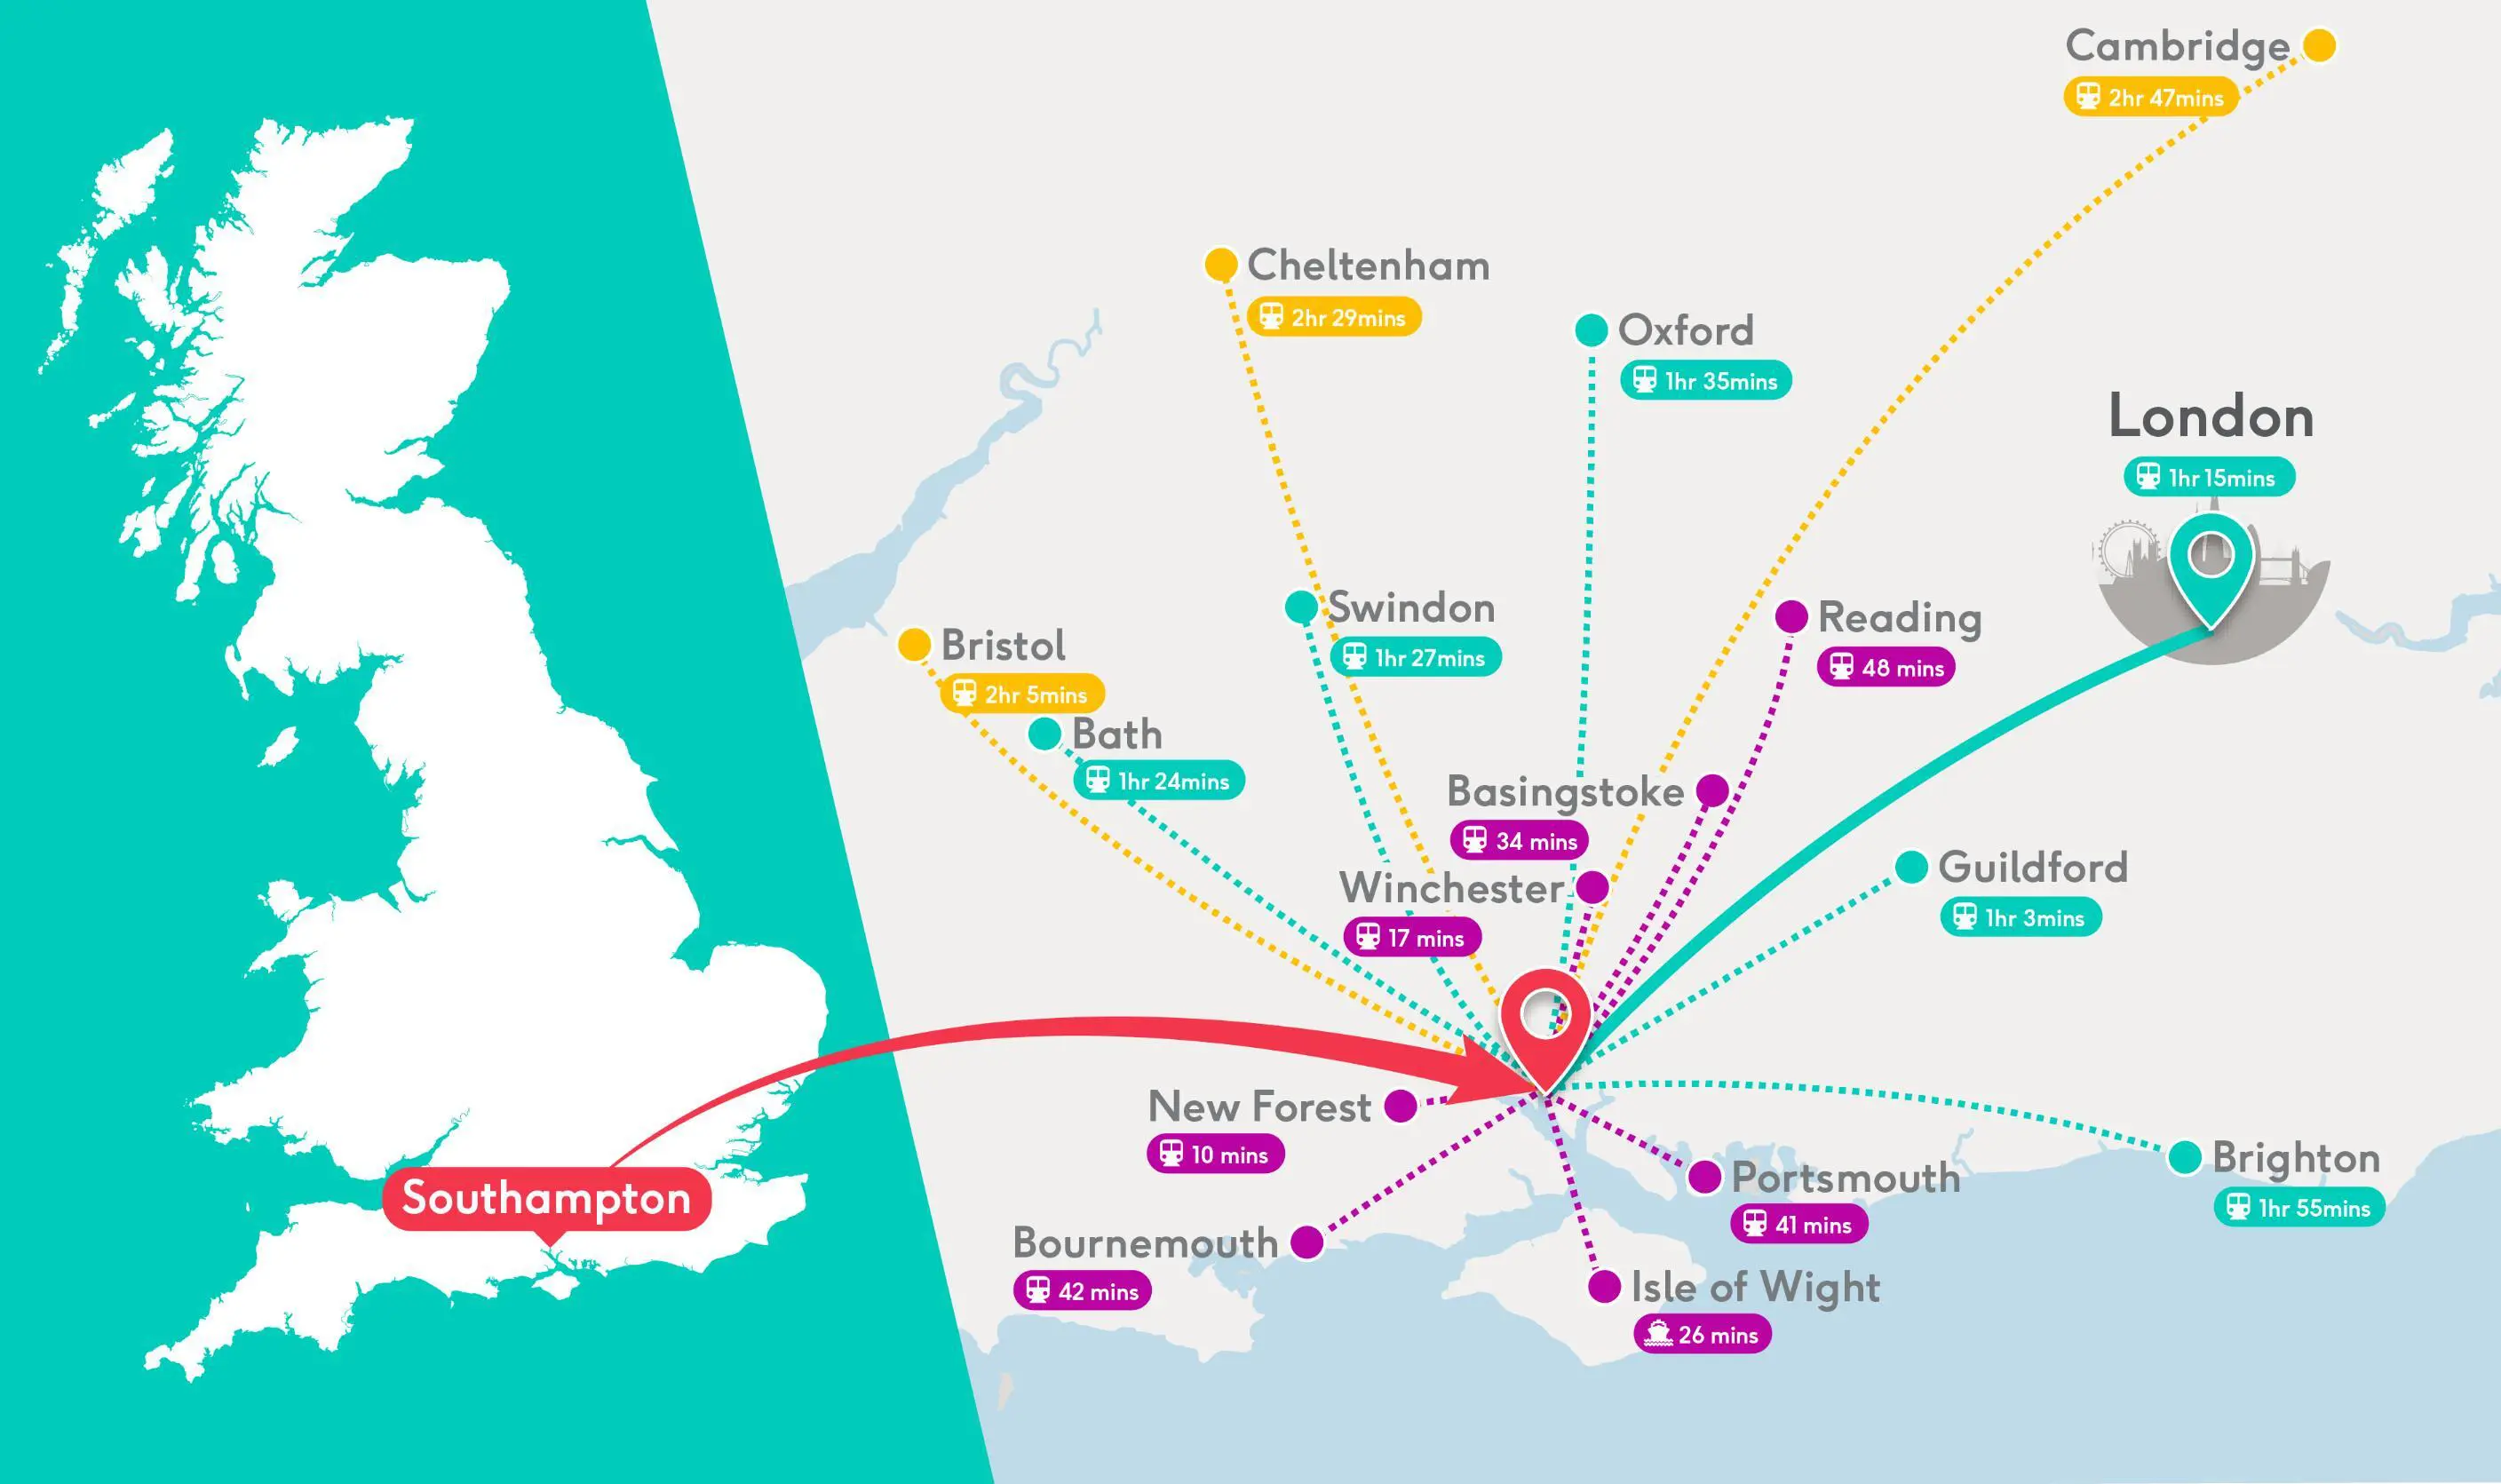 Cambridge
2hr 47mins
Cheltenham
2hr 29mins
Oxford
1hr 35mins
London
1hr 15mins
Swindon
1hr 27mins
Reading
48 mins
Bristol
2hr 5mins
Bath
1hr 24mins
Basingstoke
34 mins
Winchester
17 mins
Guildford
1hr 3mins
New Forest
10 mins
Southampton
Portsmouth
41 mins
Brighton
1hr 55mins
Bournemouth
42 mins
Isle of Wight
26 mins